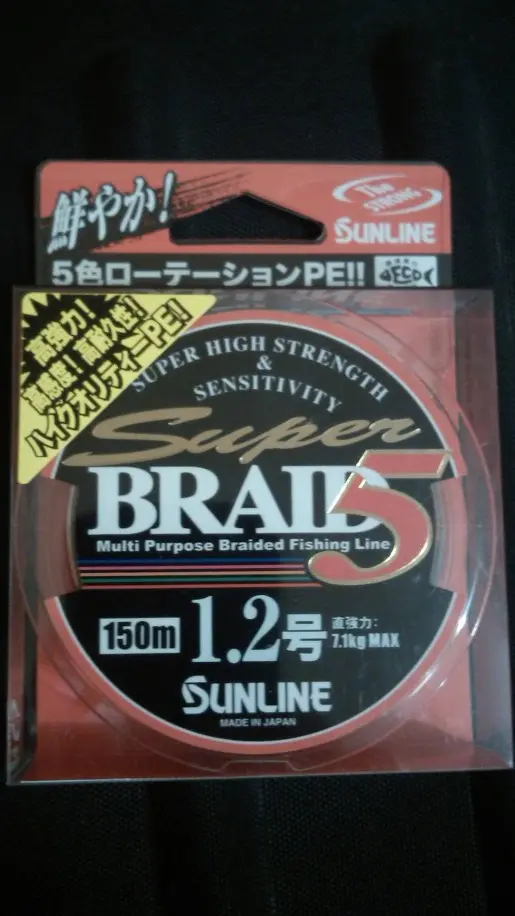 鮮やか!
The
STRONG
SUNLINE
5色ローテーションPE!!
DECO
高強力!
高感度! 高耐久性!!
ハイクオリティーPE!!
SUPER HIGH STRENGTH
&
SENSITIVITY
Super
BRAID 5
Multi Purpose Braided Fishing Line
150m
1.2号
直強力:
7.1kg MAX
SUNLINE
MADE IN JAPAN